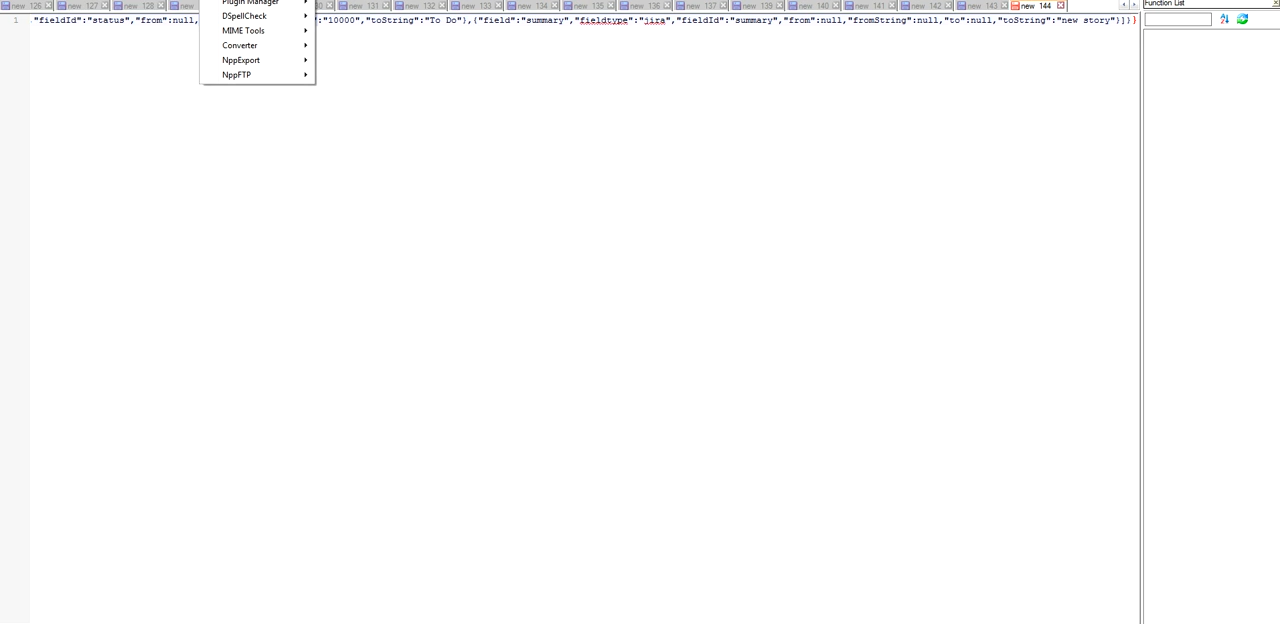 new 126 new 127 new 128 new new 131 new 132 new 133 new 134 new 135 new 136 new 137 new 139 new 140 new 141 new 142 new 143 new 144
Function List
Plugin Manager
DSpellCheck
MIME Tools
Converter
NppExport
NppFTP
1 "fieldId":"status","from":null, :"10000","toString":"To Do"},{"field":"summary","fieldtype":"jira","fieldId":"summary","from":null,"fromString":null,"to":null,"toString":"new story"}]}}